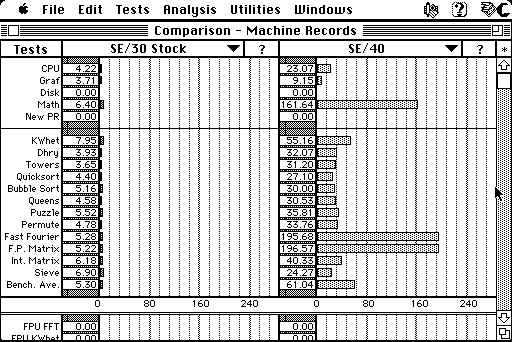 File Edit Tests Analysis Utilities Windows
Comparison - Machine Records
Tests SE/30 Stock ? SE/40 ? *
CPU 4.22 23.07
Graf 3.71 9.15
Disk 0.00 0.00
Math 6.40 161.64
New PR 0.00 0.00
KWhet 7.95 55.16
Dhry 3.93 32.07
Towers 3.65 31.20
Quicksort 4.40 27.10
Bubble Sort 5.16 30.00
Queens 4.58 30.53
Puzzle 5.52 35.81
Permute 4.78 33.76
Fast Fourier 5.28 195.68
F.P. Matrix 5.22 196.57
Int. Matrix 6.18 40.33
Sieve 6.90 24.27
Bench. Ave. 5.30 61.04
0 80 160 240 0 80 160 240
FPU FFT 0.00 0.00
FPU KWhet 0.00 0.00